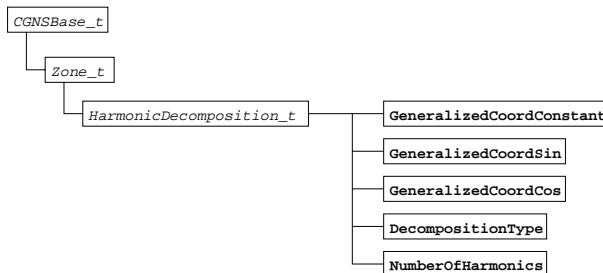 CGNSBase_t
Zone_t
HarmonicDecomposition_t
GeneralizedCoordConstant
GeneralizedCoordSin
GeneralizedCoordCos
DecompositionType
NumberOfHarmonics